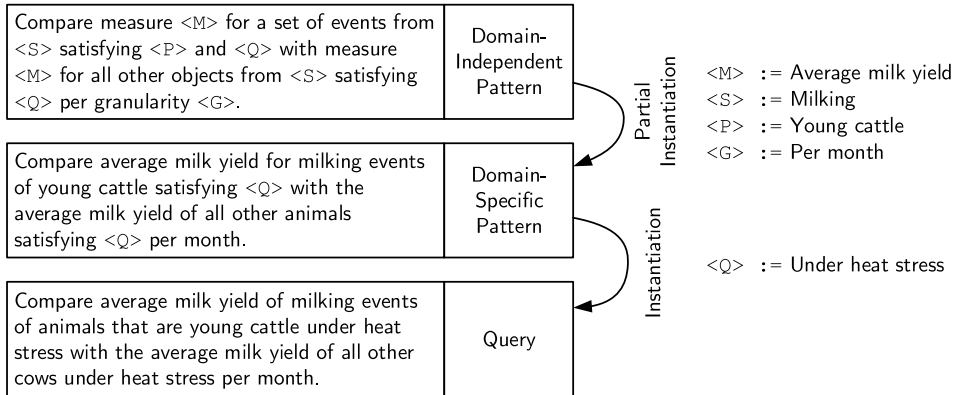 Compare measure <M> for a set of events from
<S> satisfying <P> and <Q> with measure
<M> for all other objects from <S> satisfying
<Q> per granularity <G>.
Domain-
Independent
Pattern
Partial
Instantiation
<M> := Average milk yield
<S> := Milking
<P> := Young cattle
<G> := Per month
Compare average milk yield for milking events
of young cattle satisfying <Q> with the
average milk yield of all other animals
satisfying <Q> per month.
Domain-
Specific
Pattern
Instantiation
<Q> := Under heat stress
Compare average milk yield of milking events
of animals that are young cattle under heat
stress with the average milk yield of all other
cows under heat stress per month.
Query